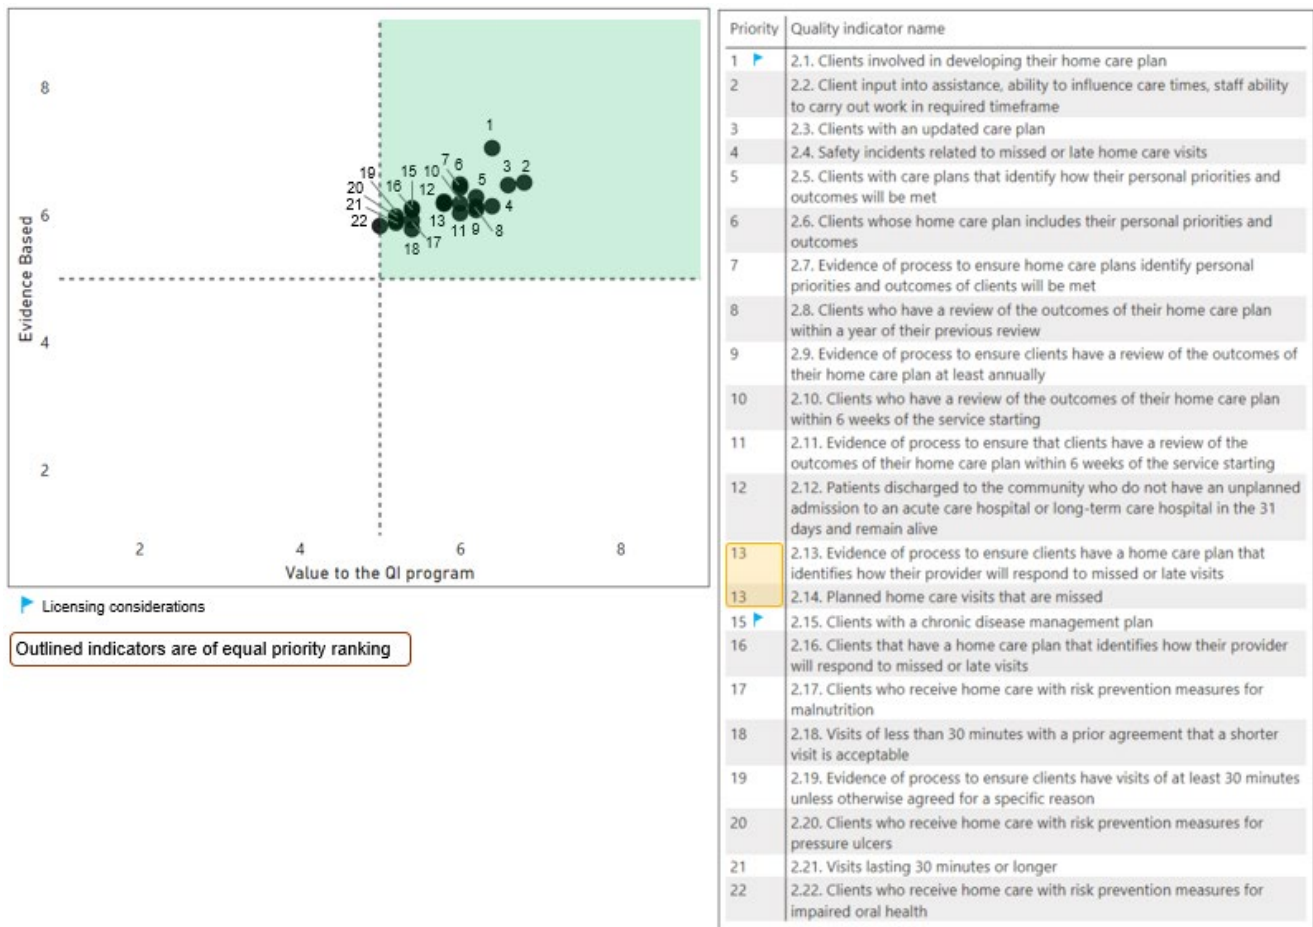 8
6
4
2
Evidence Based
1
7
6
3
2
19
15
10
5
20
16
12
21
4
22
13
11
9
8
17
18
2
4
6
8
Value to the QI program
Licensing considerations
Outlined indicators are of equal priority ranking
Priority Quality indicator name
1 2.1. Clients involved in developing their home care plan
2 2.2. Client input into assistance, ability to influence care times, staff ability
to carry out work in required timeframe
3 2.3. Clients with an updated care plan
4 2.4. Safety incidents related to missed or late home care visits
5 2.5. Clients with care plans that identify how their personal priorities and
outcomes will be met
6 2.6. Clients whose home care plan includes their personal priorities and
outcomes
7 2.7. Evidence of process to ensure home care plans identify personal
priorities and outcomes of clients will be met
8 2.8. Clients who have a review of the outcomes of their home care plan
within a year of their previous review
9 2.9. Evidence of process to ensure clients have a review of the outcomes of
their home care plan at least annually
10 2.10. Clients who have a review of the outcomes of their home care plan
within 6 weeks of the service starting
11 2.11. Evidence of process to ensure that clients have a review of the
outcomes of their home care plan within 6 weeks of the service starting
12 2.12. Patients discharged to the community who do not have an unplanned
admission to an acute care hospital or long-term care hospital in the 31
days and remain alive
13 2.13. Evidence of process to ensure clients have a home care plan that
identifies how their provider will respond to missed or late visits
13 2.14. Planned home care visits that are missed
15 2.15. Clients with a chronic disease management plan
16 2.16. Clients that have a home care plan that identifies how their provider
will respond to missed or late visits
17 2.17. Clients who receive home care with risk prevention measures for
malnutrition
18 2.18. Visits of less than 30 minutes with a prior agreement that a shorter
visit is acceptable
19 2.19. Evidence of process to ensure clients have visits of at least 30 minutes
unless otherwise agreed for a specific reason
20 2.20. Clients who receive home care with risk prevention measures for
pressure ulcers
21 2.21. Visits lasting 30 minutes or longer
22 2.22. Clients who receive home care with risk prevention measures for
impaired oral health